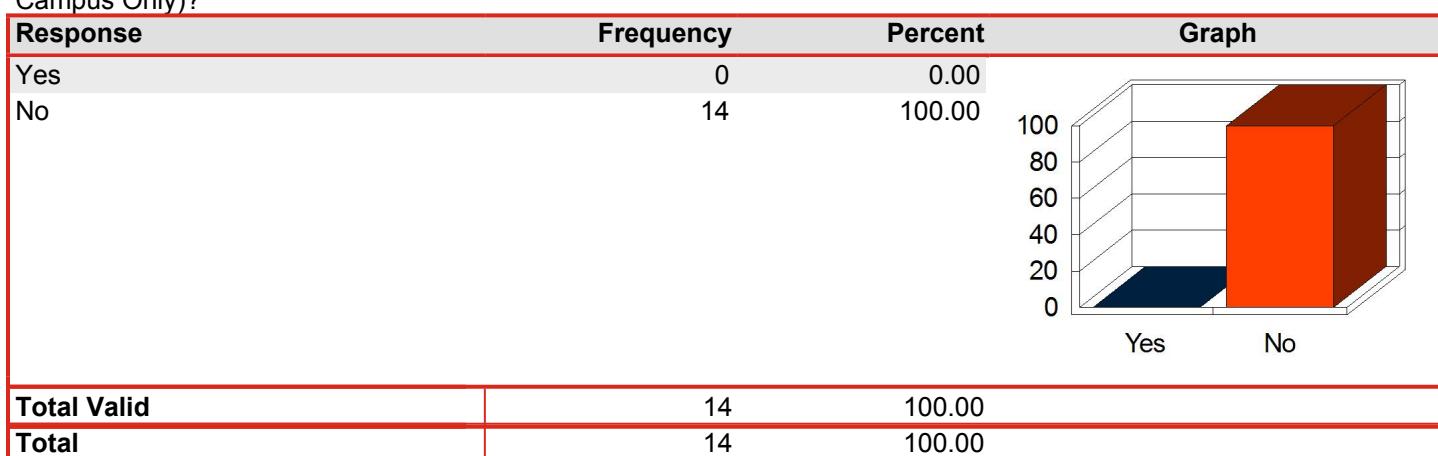 Campus Only)?
Response Frequency Percent Graph
Yes 0 0.00
No 14 100.00
100
80
60
40
20
0
Yes No
Total Valid 14 100.00
Total 14 100.00